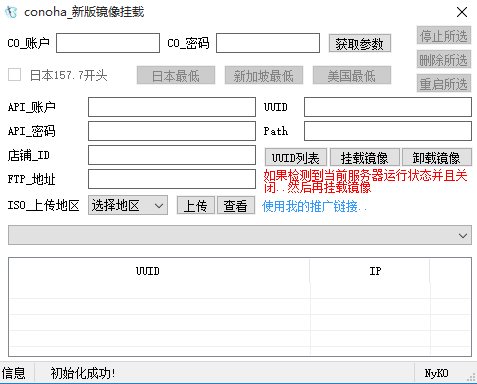 conoha_新版镜像挂载
CO_账户 CO_密码 获取参数 停止所选
删除所选
日本157.7开头 日本最低 新加坡最低 美国最低 重启所选
API_账户 UUID
API_密码 Path
店铺_ID UUID列表 挂载镜像 卸载镜像
FTP_地址 如果检测到当前服务器运行状态并且关
闭..然后再挂载镜像
ISO_上传地区 选择地区 上传 查看 使用我的推广链接..
UUID IP
信息 初始化成功! NyKO